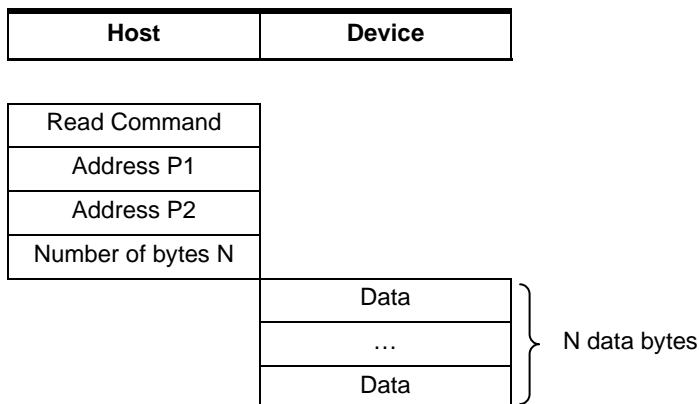 Host Device
Read Command
Address P1
Address P2
Number of bytes N
Data
…
N data bytes
Data